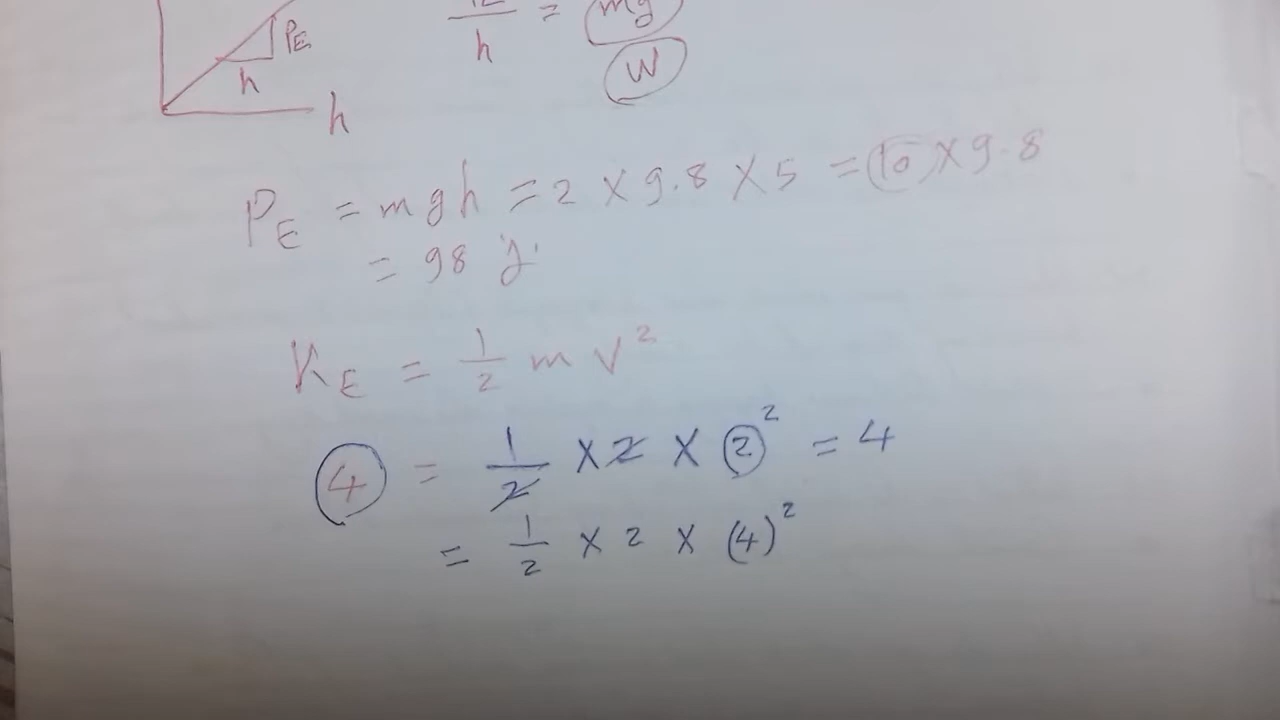 PE
h
h
h = mg
W
PE = mgh = 2 × 9.8 × 5 = 10 × 9.8
= 98 J.
KE = 1/2 m v²
4 = 1/2 × 2 × 2² = 4
= 1/2 × 2 × (4)²